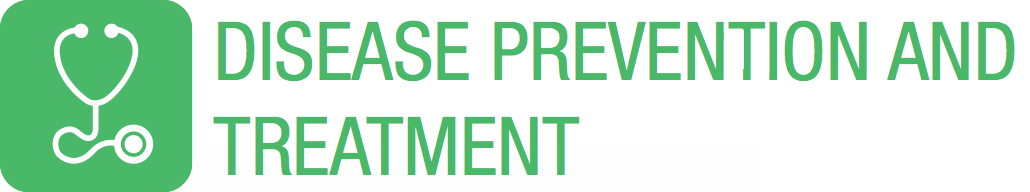 DISEASE PREVENTION AND
TREATMENT